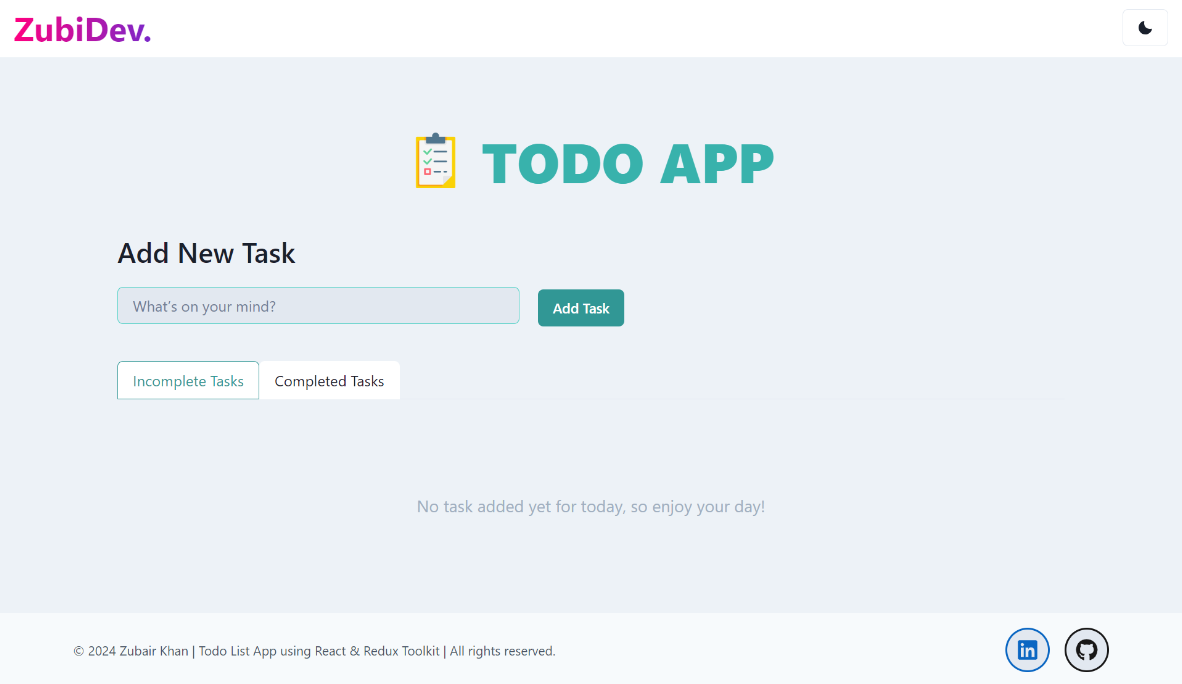 ZubiDev.
TODO APP
Add New Task
What's on your mind?
Add Task
Incomplete Tasks
Completed Tasks
No task added yet for today, so enjoy your day!
© 2024 Zubair Khan | Todo List App using React & Redux Toolkit | All rights reserved.
in